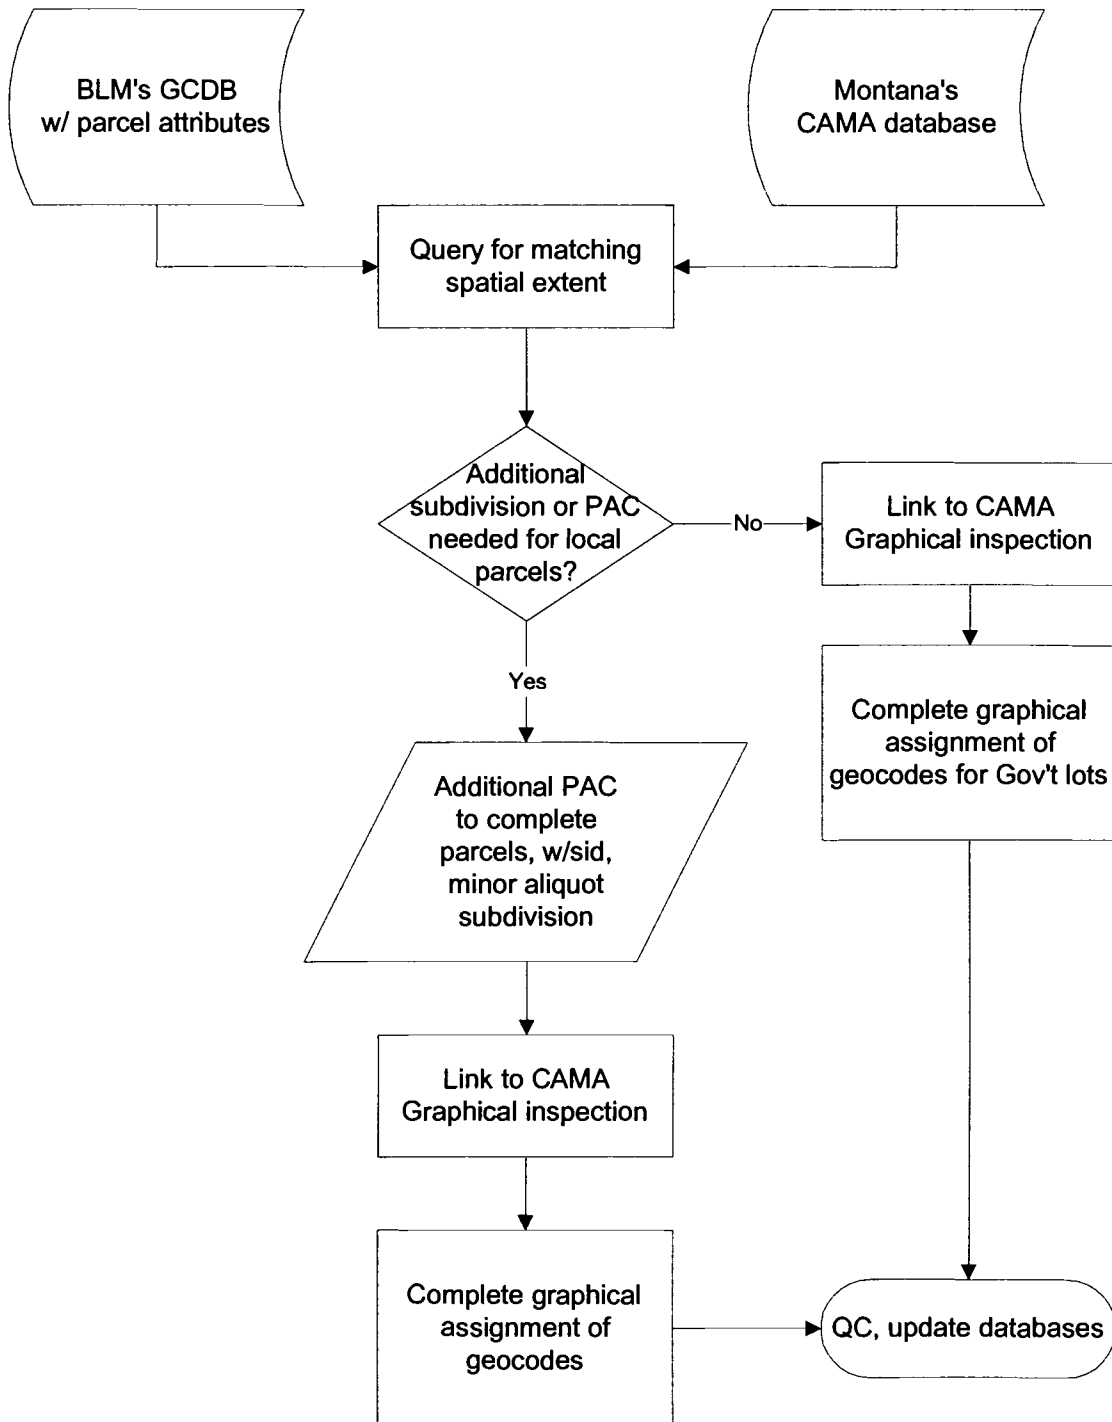 BLM's GCDB
w/ parcel attributes
Montana's
CAMA database
Query for matching
spatial extent
Additional
subdivision or PAC
needed for local
parcels?
No
Link to CAMA
Graphical inspection
Yes
Complete graphical
assignment of
geocodes for Gov't lots
Additional PAC
to complete
parcels, w/sid,
minor aliquot
subdivision
Link to CAMA
Graphical inspection
Complete graphical
assignment of
geocodes
QC, update databases